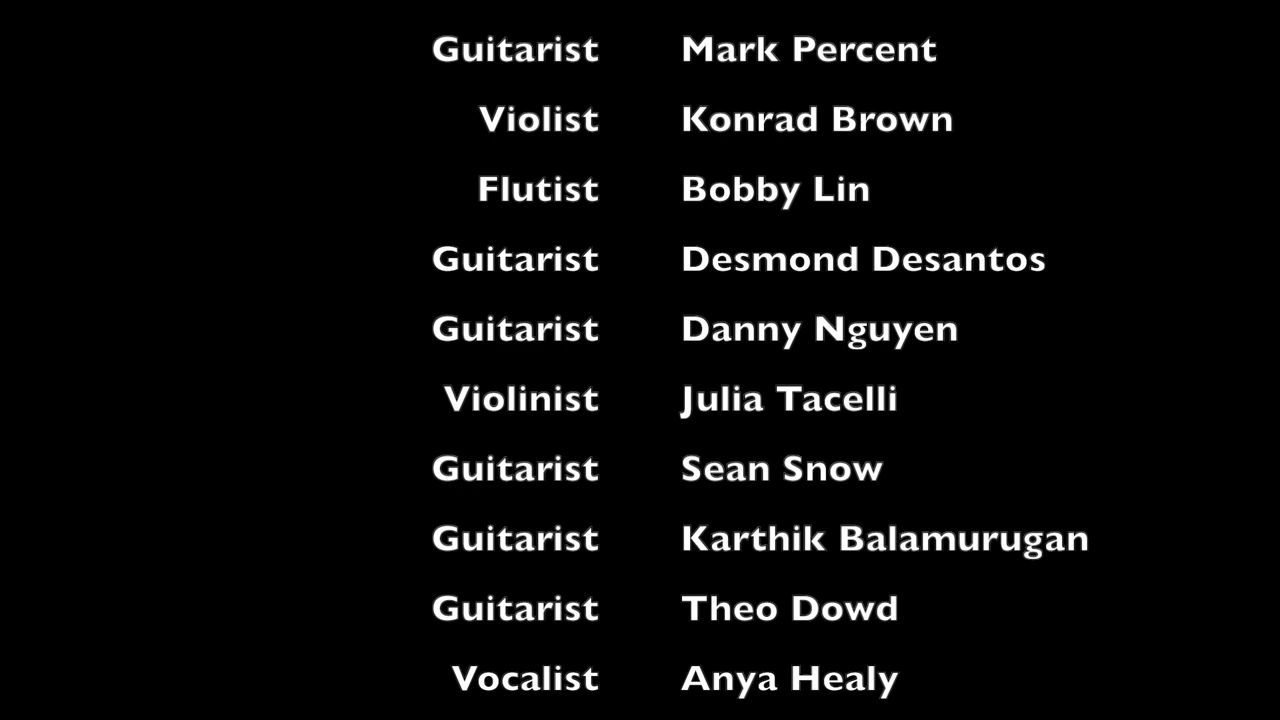 Guitarist Mark Percent
Violist Konrad Brown
Flutist Bobby Lin
Guitarist Desmond Desantos
Guitarist Danny Nguyen
Violinist Julia Tacelli
Guitarist Sean Snow
Guitarist Karthik Balamurugan
Guitarist Theo Dowd
Vocalist Anya Healy